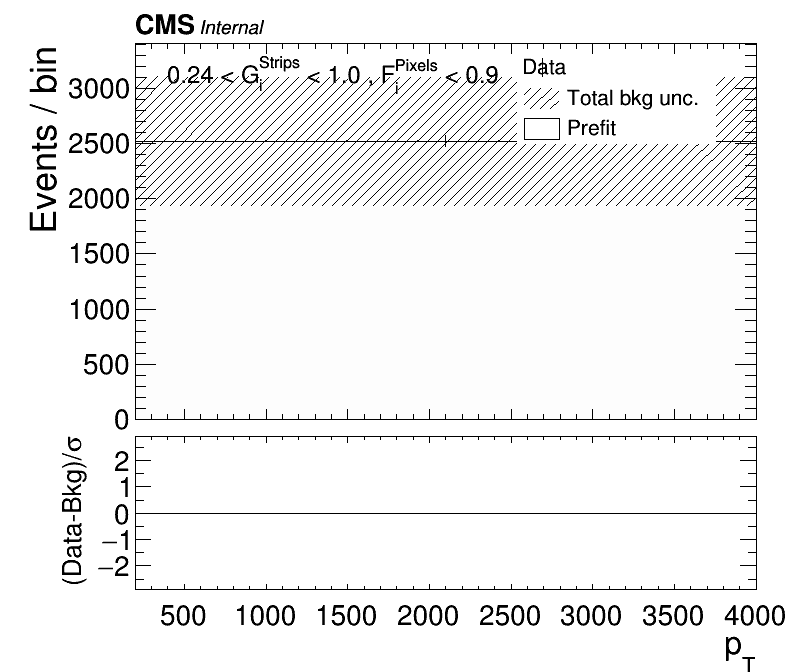 CMS Internal
0.24 < G_i^Strips < 1.0 , F_i^Pixels < 0.9
Data
Total bkg unc.
Prefit
Events / bin
3000
2500
2000
1500
1000
500
0
(Data-Bkg)/σ
2
1
0
−1
−2
500 1000 1500 2000 2500 3000 3500 4000
p_T